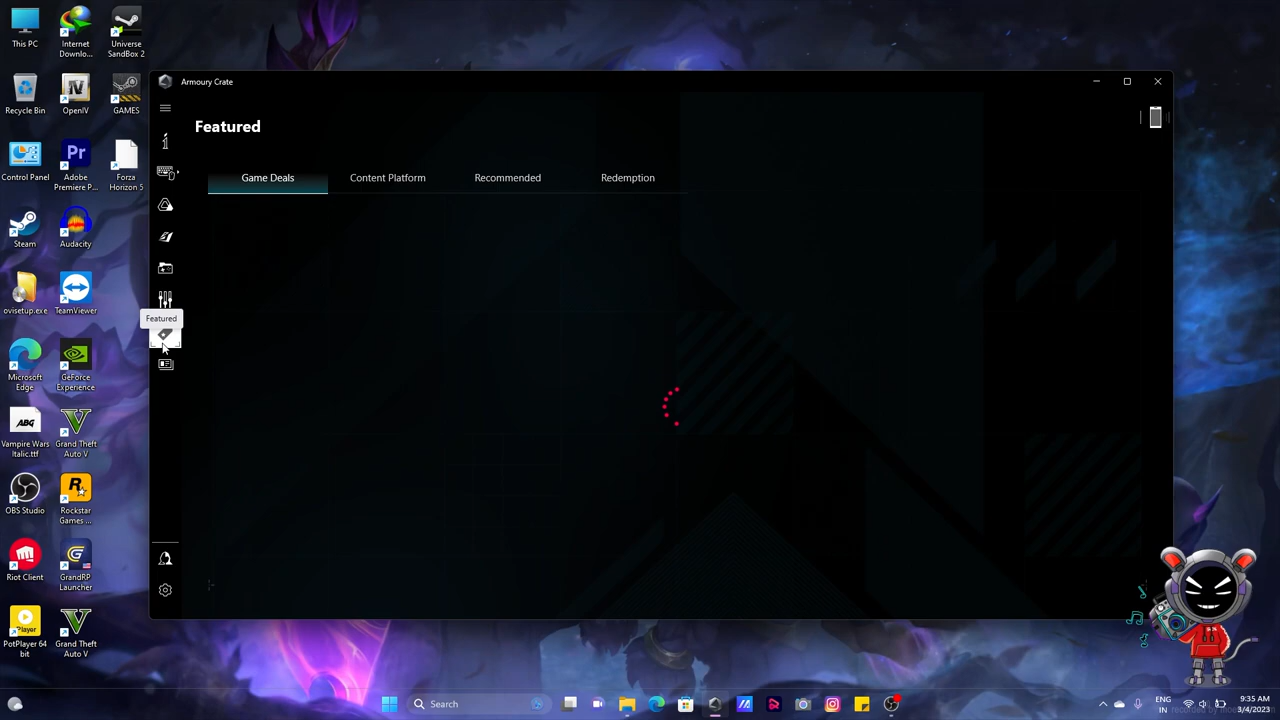 This PC
Internet
Downlo...
Universe
SandBox 2
Recycle Bin
OpenIV
GAMES
Control Panel
Pr
Adobe
Premiere P...
Forza
Horizon 5
Steam
Audacity
ovisetup.exe
TeamViewer
Microsoft
Edge
GeForce
Experience
ABG
Vampire Wars
Italic.ttf
Grand Theft
Auto V
OBS Studio
Rockstar
Games ...
Riot Client
GrandRP
Launcher
Player
PotPlayer 64
bit
Grand Theft
Auto V
Armoury Crate
Featured
Game Deals
Content Platform
Recommended
Redemption
Featured
Search
ENG
IN
9:35 AM
3/4/2023